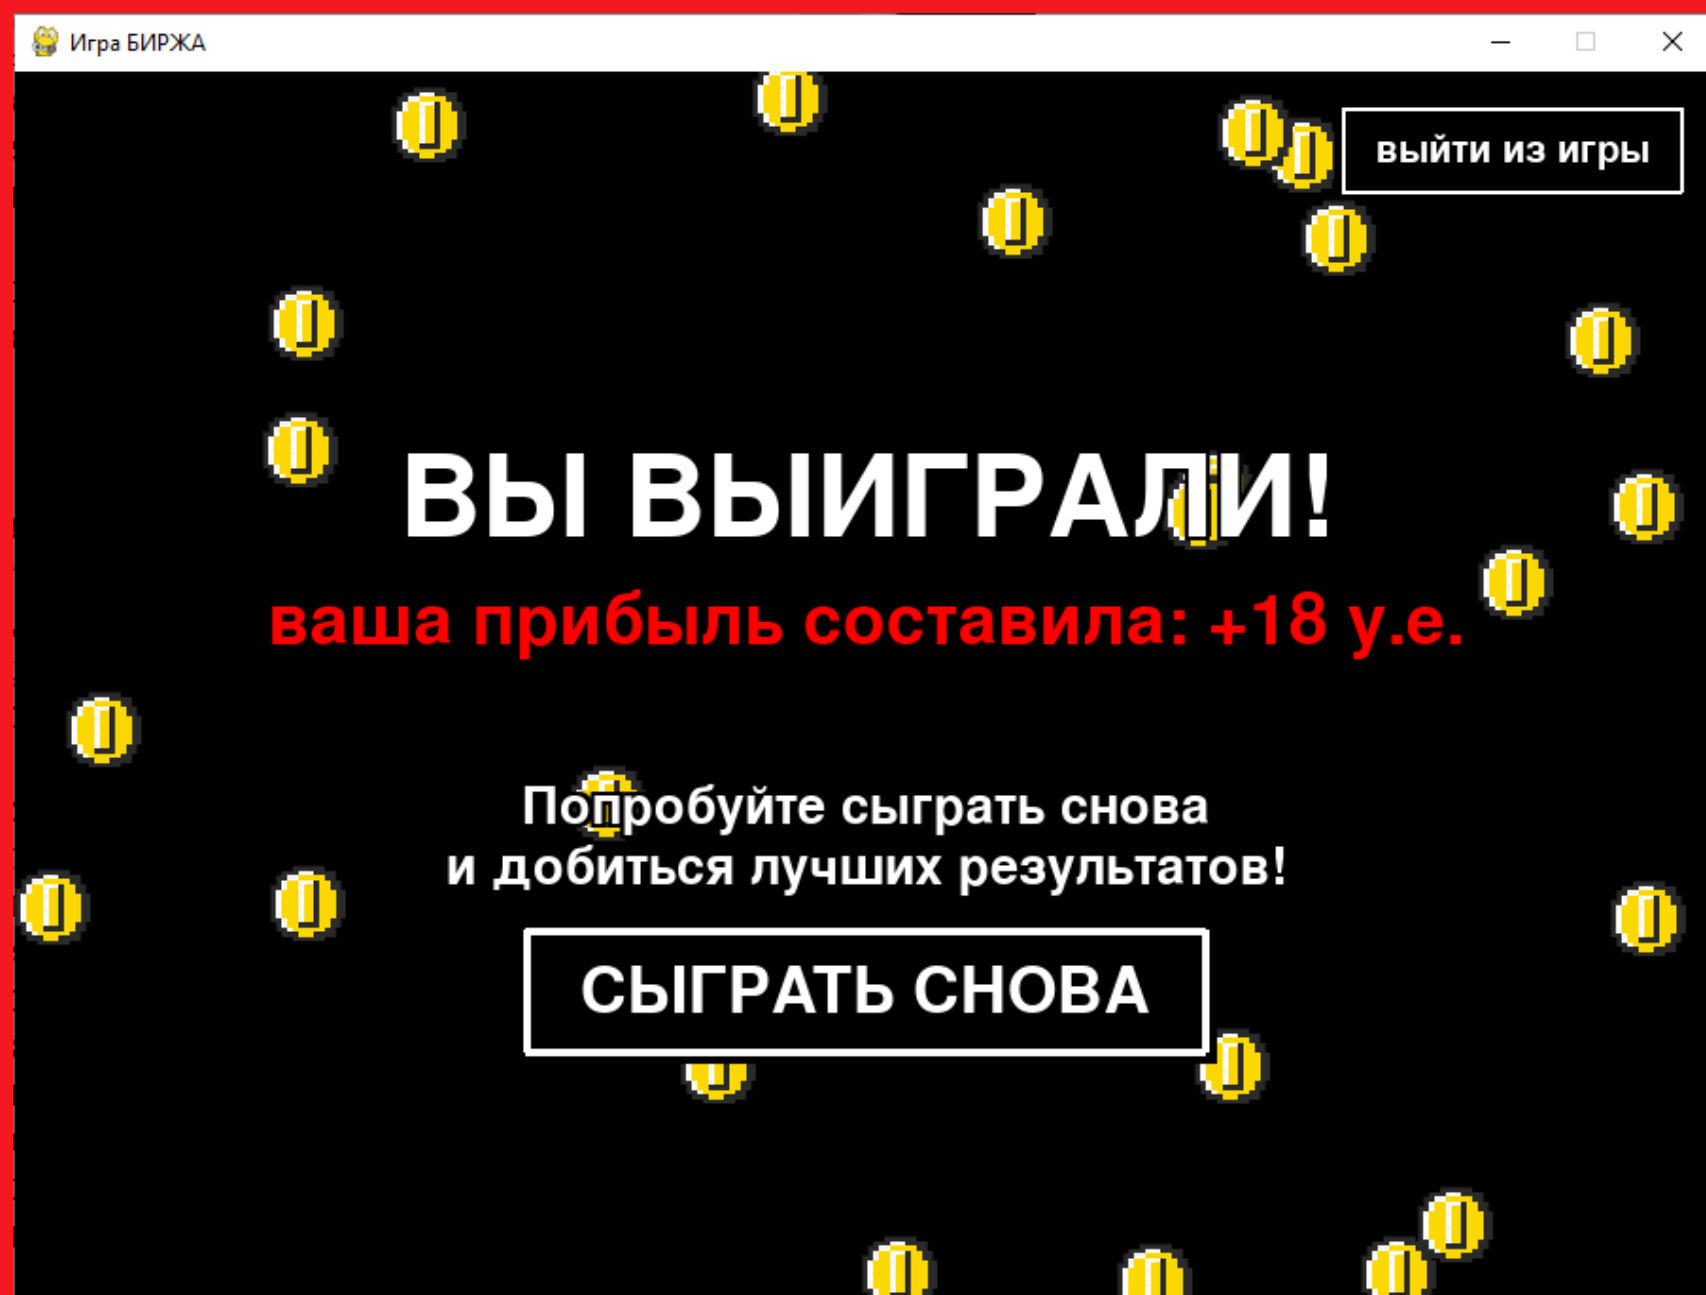 Игра БИРЖА
выйти из игры
ВЫ ВЫИГРАЛИ!
ваша прибыль составила: +18 у.е.
Попробуйте сыграть снова
и добиться лучших результатов!
СЫГРАТЬ СНОВА